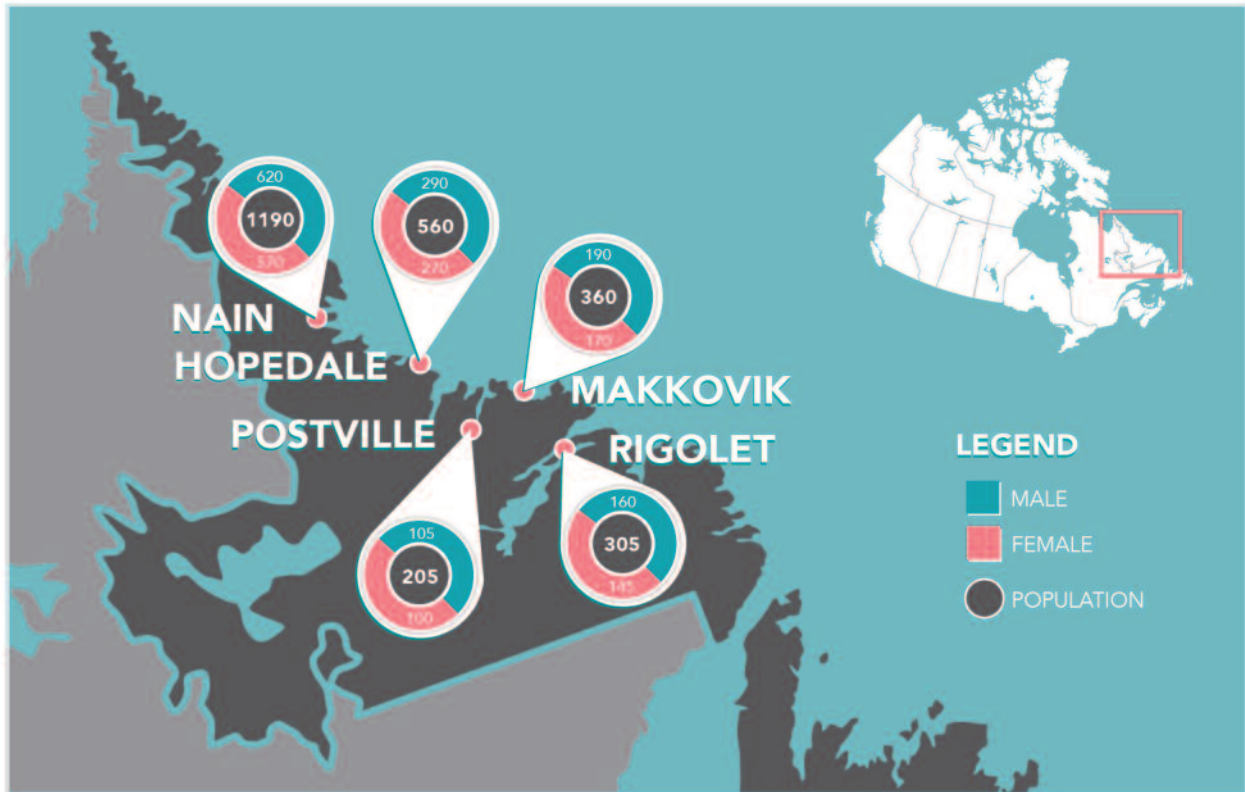 620
1190
570
290
560
270
190
360
170
NAIN
HOPEDALE
MAKKOVIK
POSTVILLE
RIGOLET
105
205
100
160
305
145
LEGEND
MALE
FEMALE
POPULATION